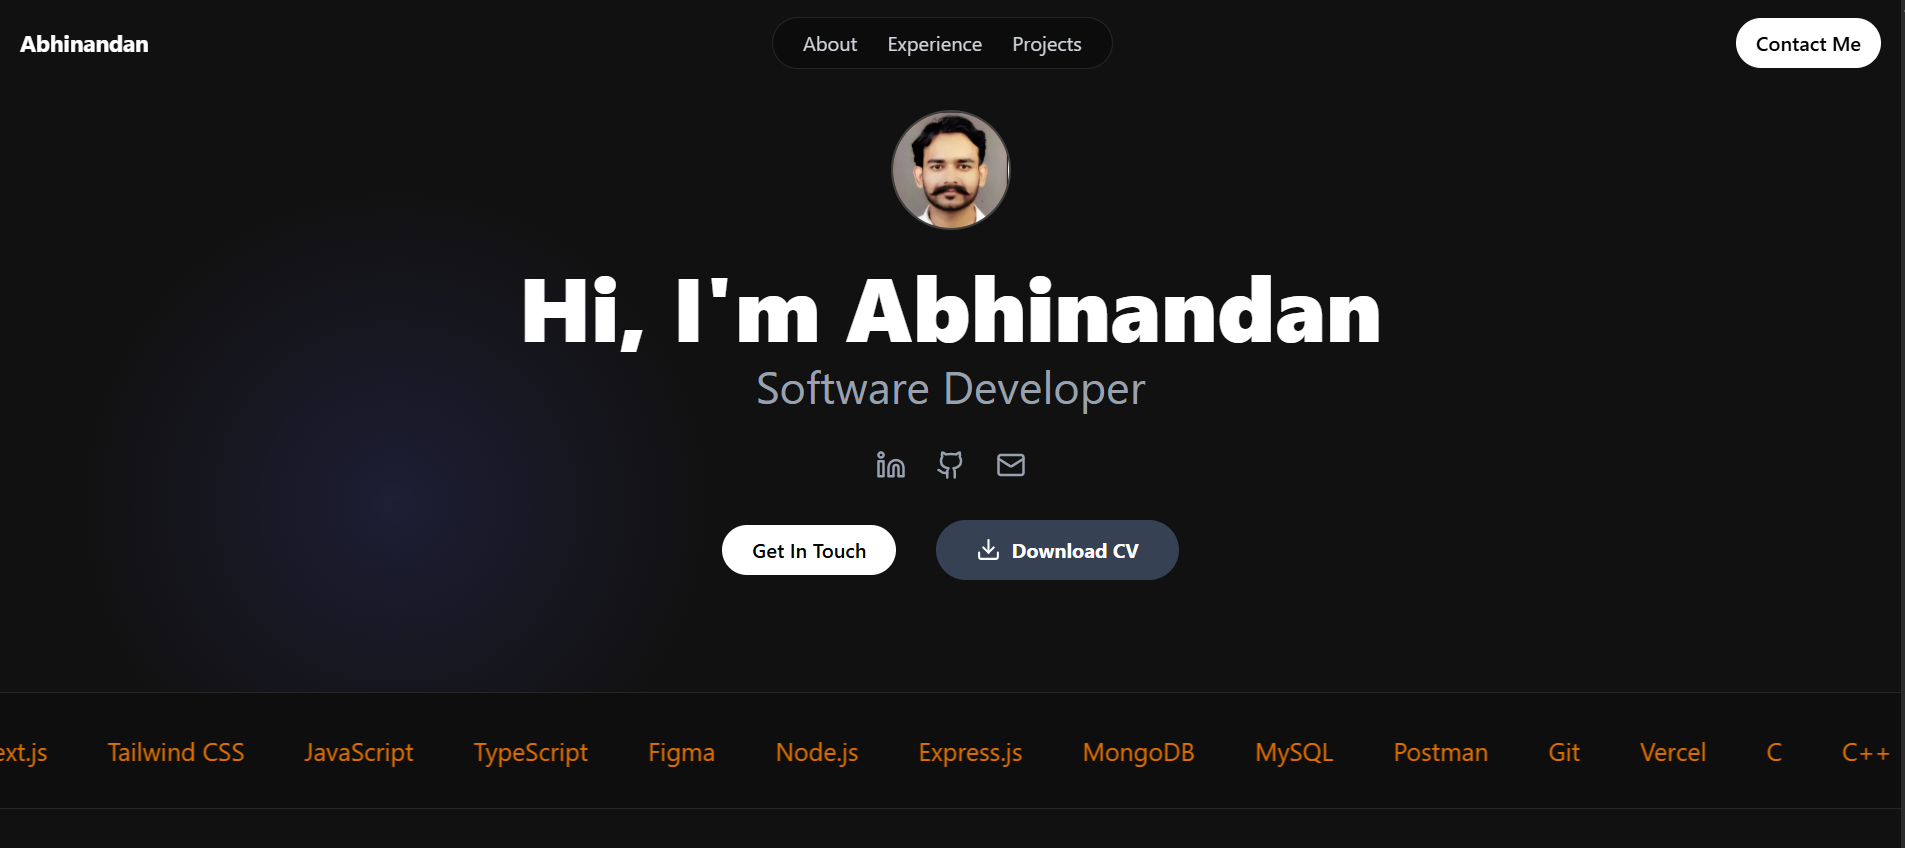 Abhinandan
About Experience Projects
Contact Me
Hi, I'm Abhinandan
Software Developer
Get In Touch
Download CV
ext.js Tailwind CSS JavaScript TypeScript Figma Node.js Express.js MongoDB MySQL Postman Git Vercel C C++